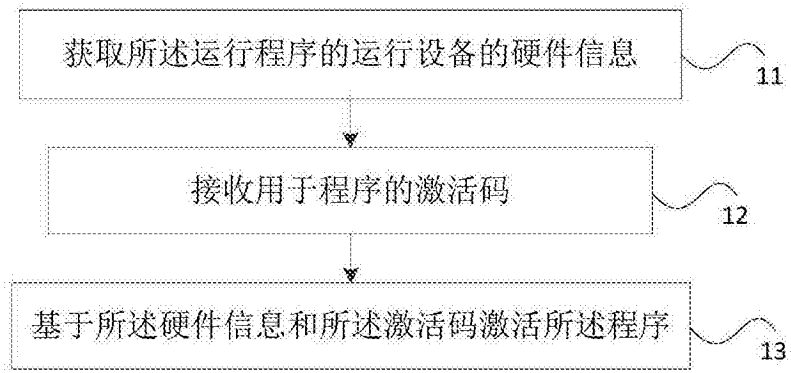 获取所述运行程序的运行设备的硬件信息
11
接收用于程序的激活码
12
基于所述硬件信息和所述激活码激活所述程序
13